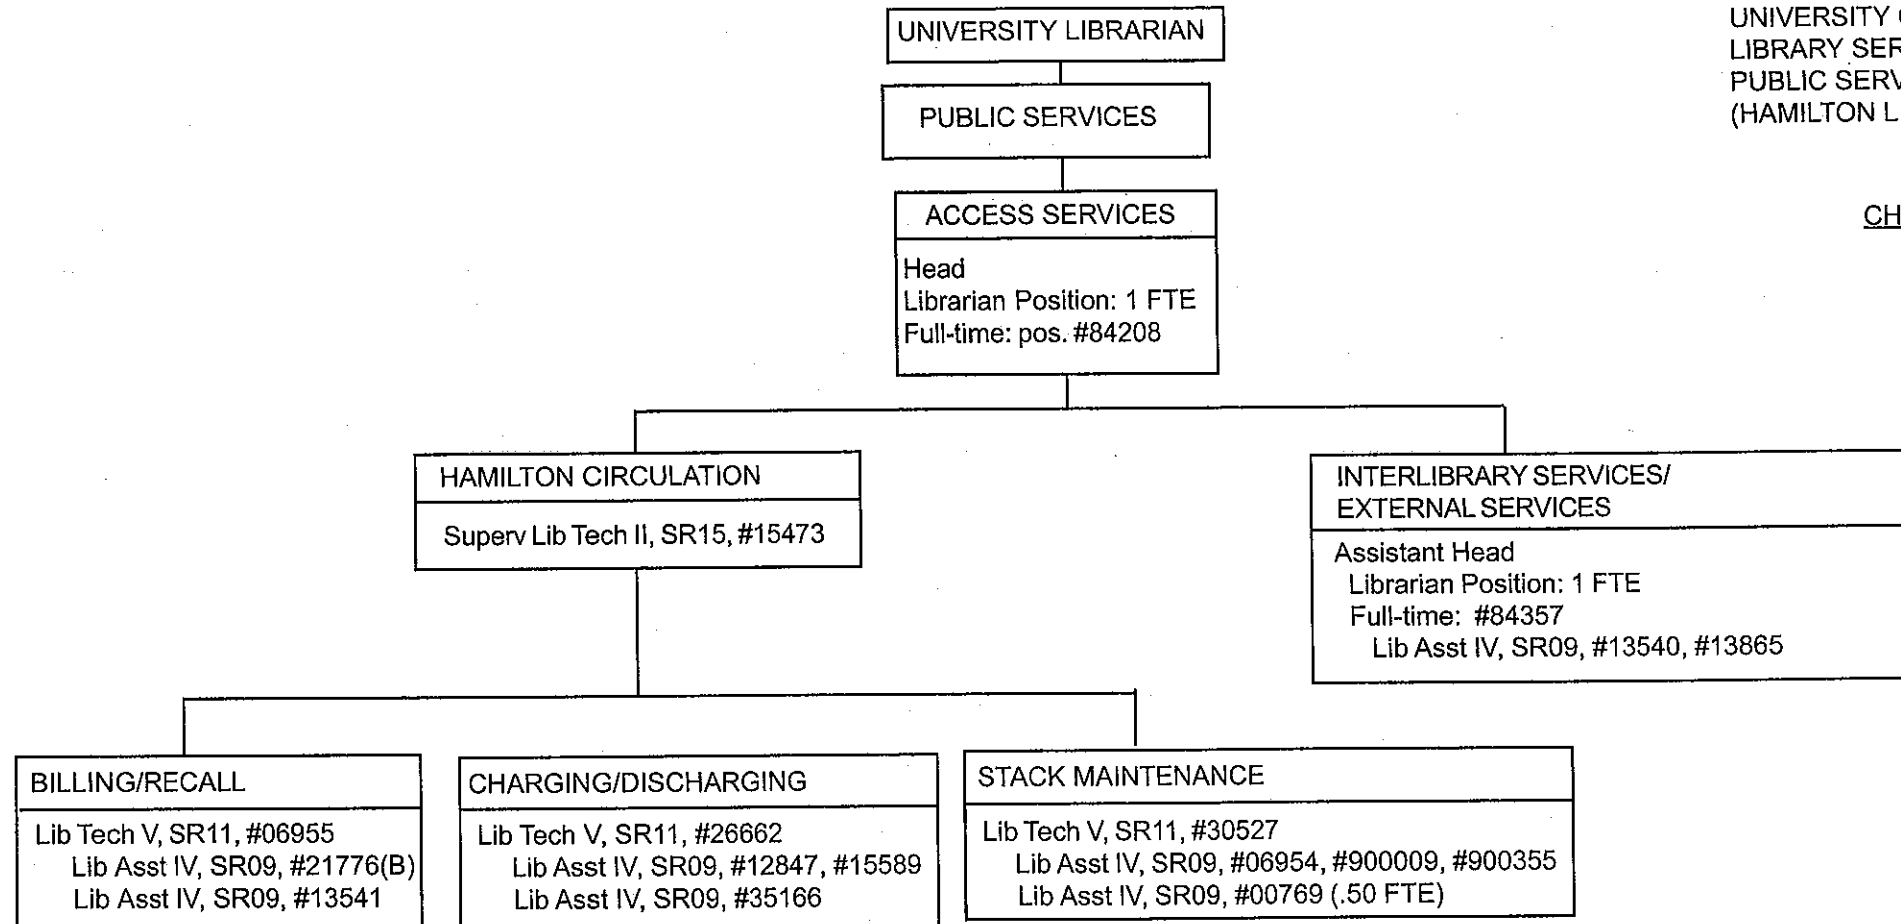 UNIVERSITY LIBRARIAN
PUBLIC SERVICES
ACCESS SERVICES
Head
Librarian Position: 1 FTE
Full-time: pos. #84208
UNIVERSITY
LIBRARY
PUBLIC
(HAMILTON
HAMILTON CIRCULATION
Superv Lib Tech II, SR15, #15473
INTERLIBRARY SERVICES/
EXTERNAL SERVICES
Assistant Head
Librarian Position: 1 FTE
Full-time: #84357
Lib Asst IV, SR09, #13540, #13865
BILLING/RECALL
Lib Tech V, SR11, #06955
Lib Asst IV, SR09, #21776(B)
Lib Asst IV, SR09, #13541
CHARGING/DISCHARGING
Lib Tech V, SR11, #26662
Lib Asst IV, SR09, #12847, #15589
Lib Asst IV, SR09, #35166
STACK MAINTENANCE
Lib Tech V, SR11, #30527
Lib Asst IV, SR09, #06954, #900009, #900355
Lib Asst IV, SR09, #00769 (.50 FTE)